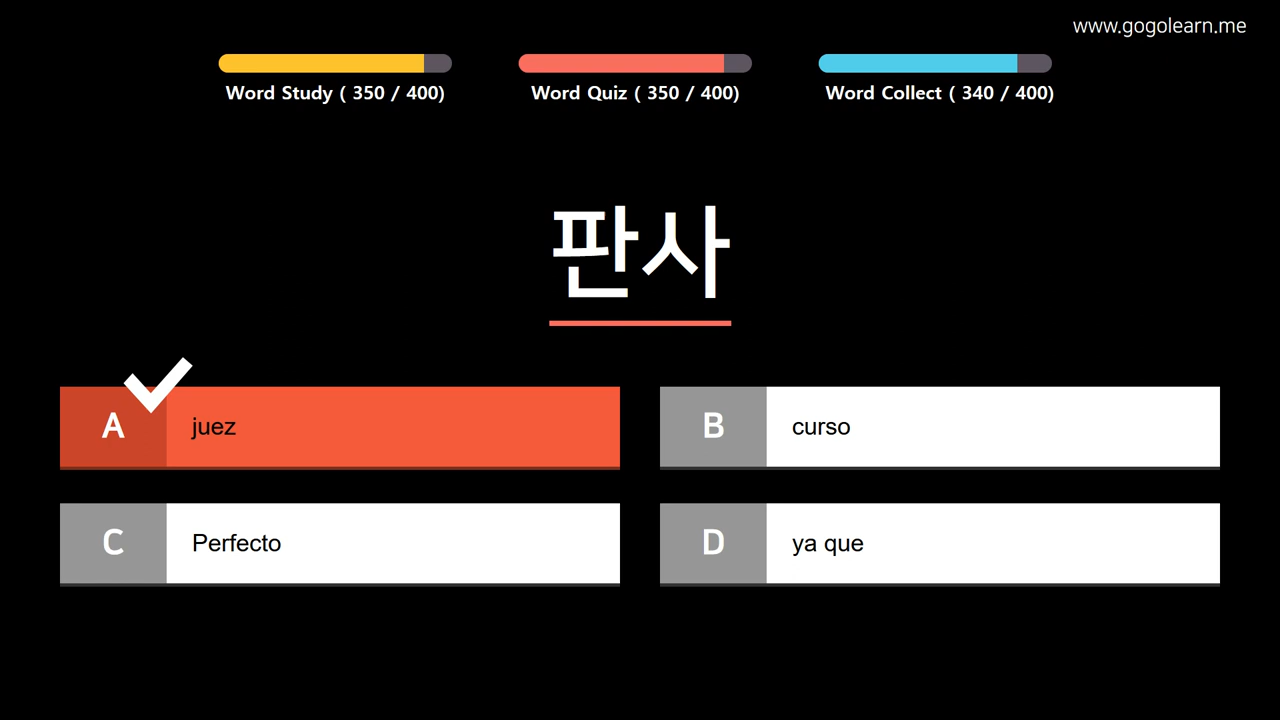 www.gogolearn.me
Word Study ( 350 / 400)
Word Quiz ( 350 / 400)
Word Collect ( 340 / 400)
판사
A juez
B curso
C Perfecto
D ya que